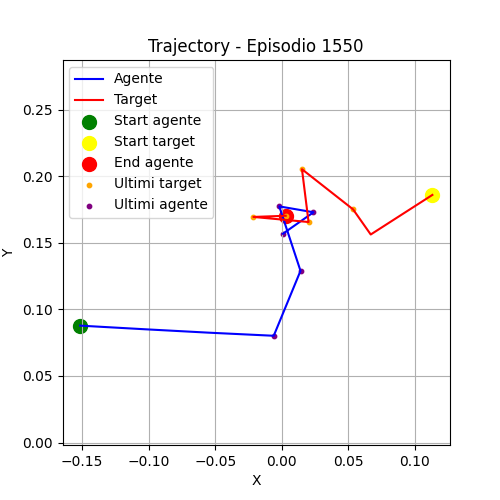 Trajectory - Episodio 1550
Agente
Target
Start agente
Start target
End agente
Ultimi target
Ultimi agente
0.25
0.20
0.15
0.10
0.05
0.00
Y
−0.15 −0.10 −0.05 0.00 0.05 0.10
X